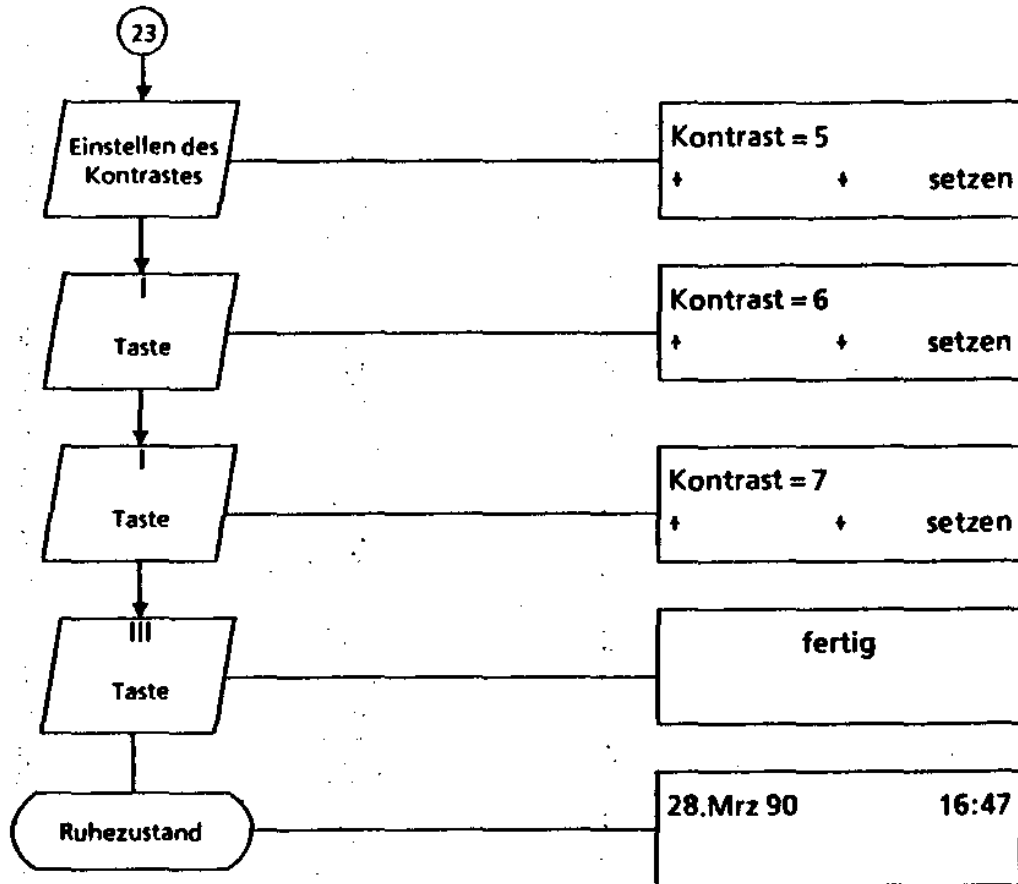 23
Einstellen des
Kontrastes
Kontrast = 5
setzen
I
Taste
Kontrast = 6
setzen
I
Taste
Kontrast = 7
setzen
III
Taste
fertig
Ruhezustand
28.Mrz 90 16:47